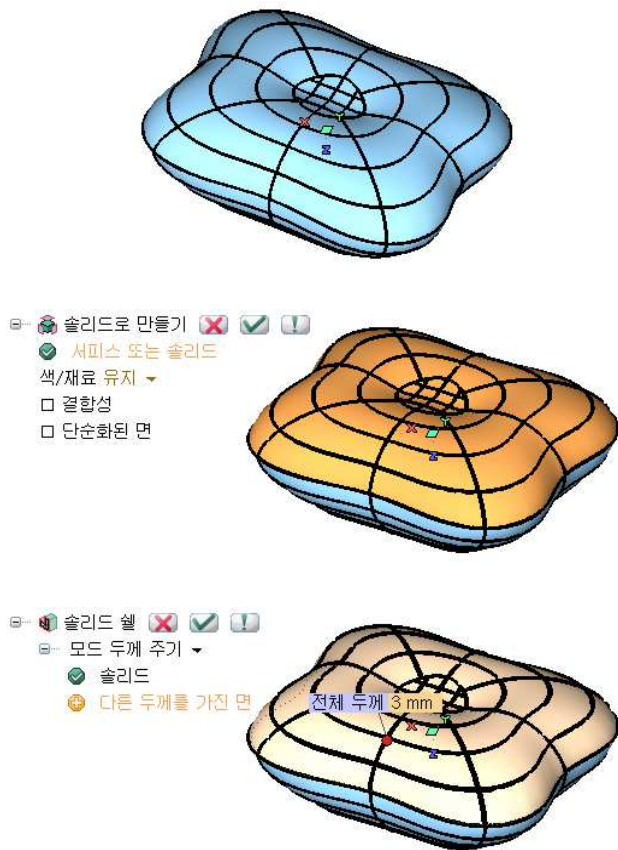 X Y
Z
솔리드로 만들기
서피스 또는 솔리드
색/재료 유지
결합성
단순화된 면
X Y
Z
솔리드 쉘
모드 두께 주기
솔리드
다른 두께를 가진 면
전체 두께 3 mm
X Y
Z